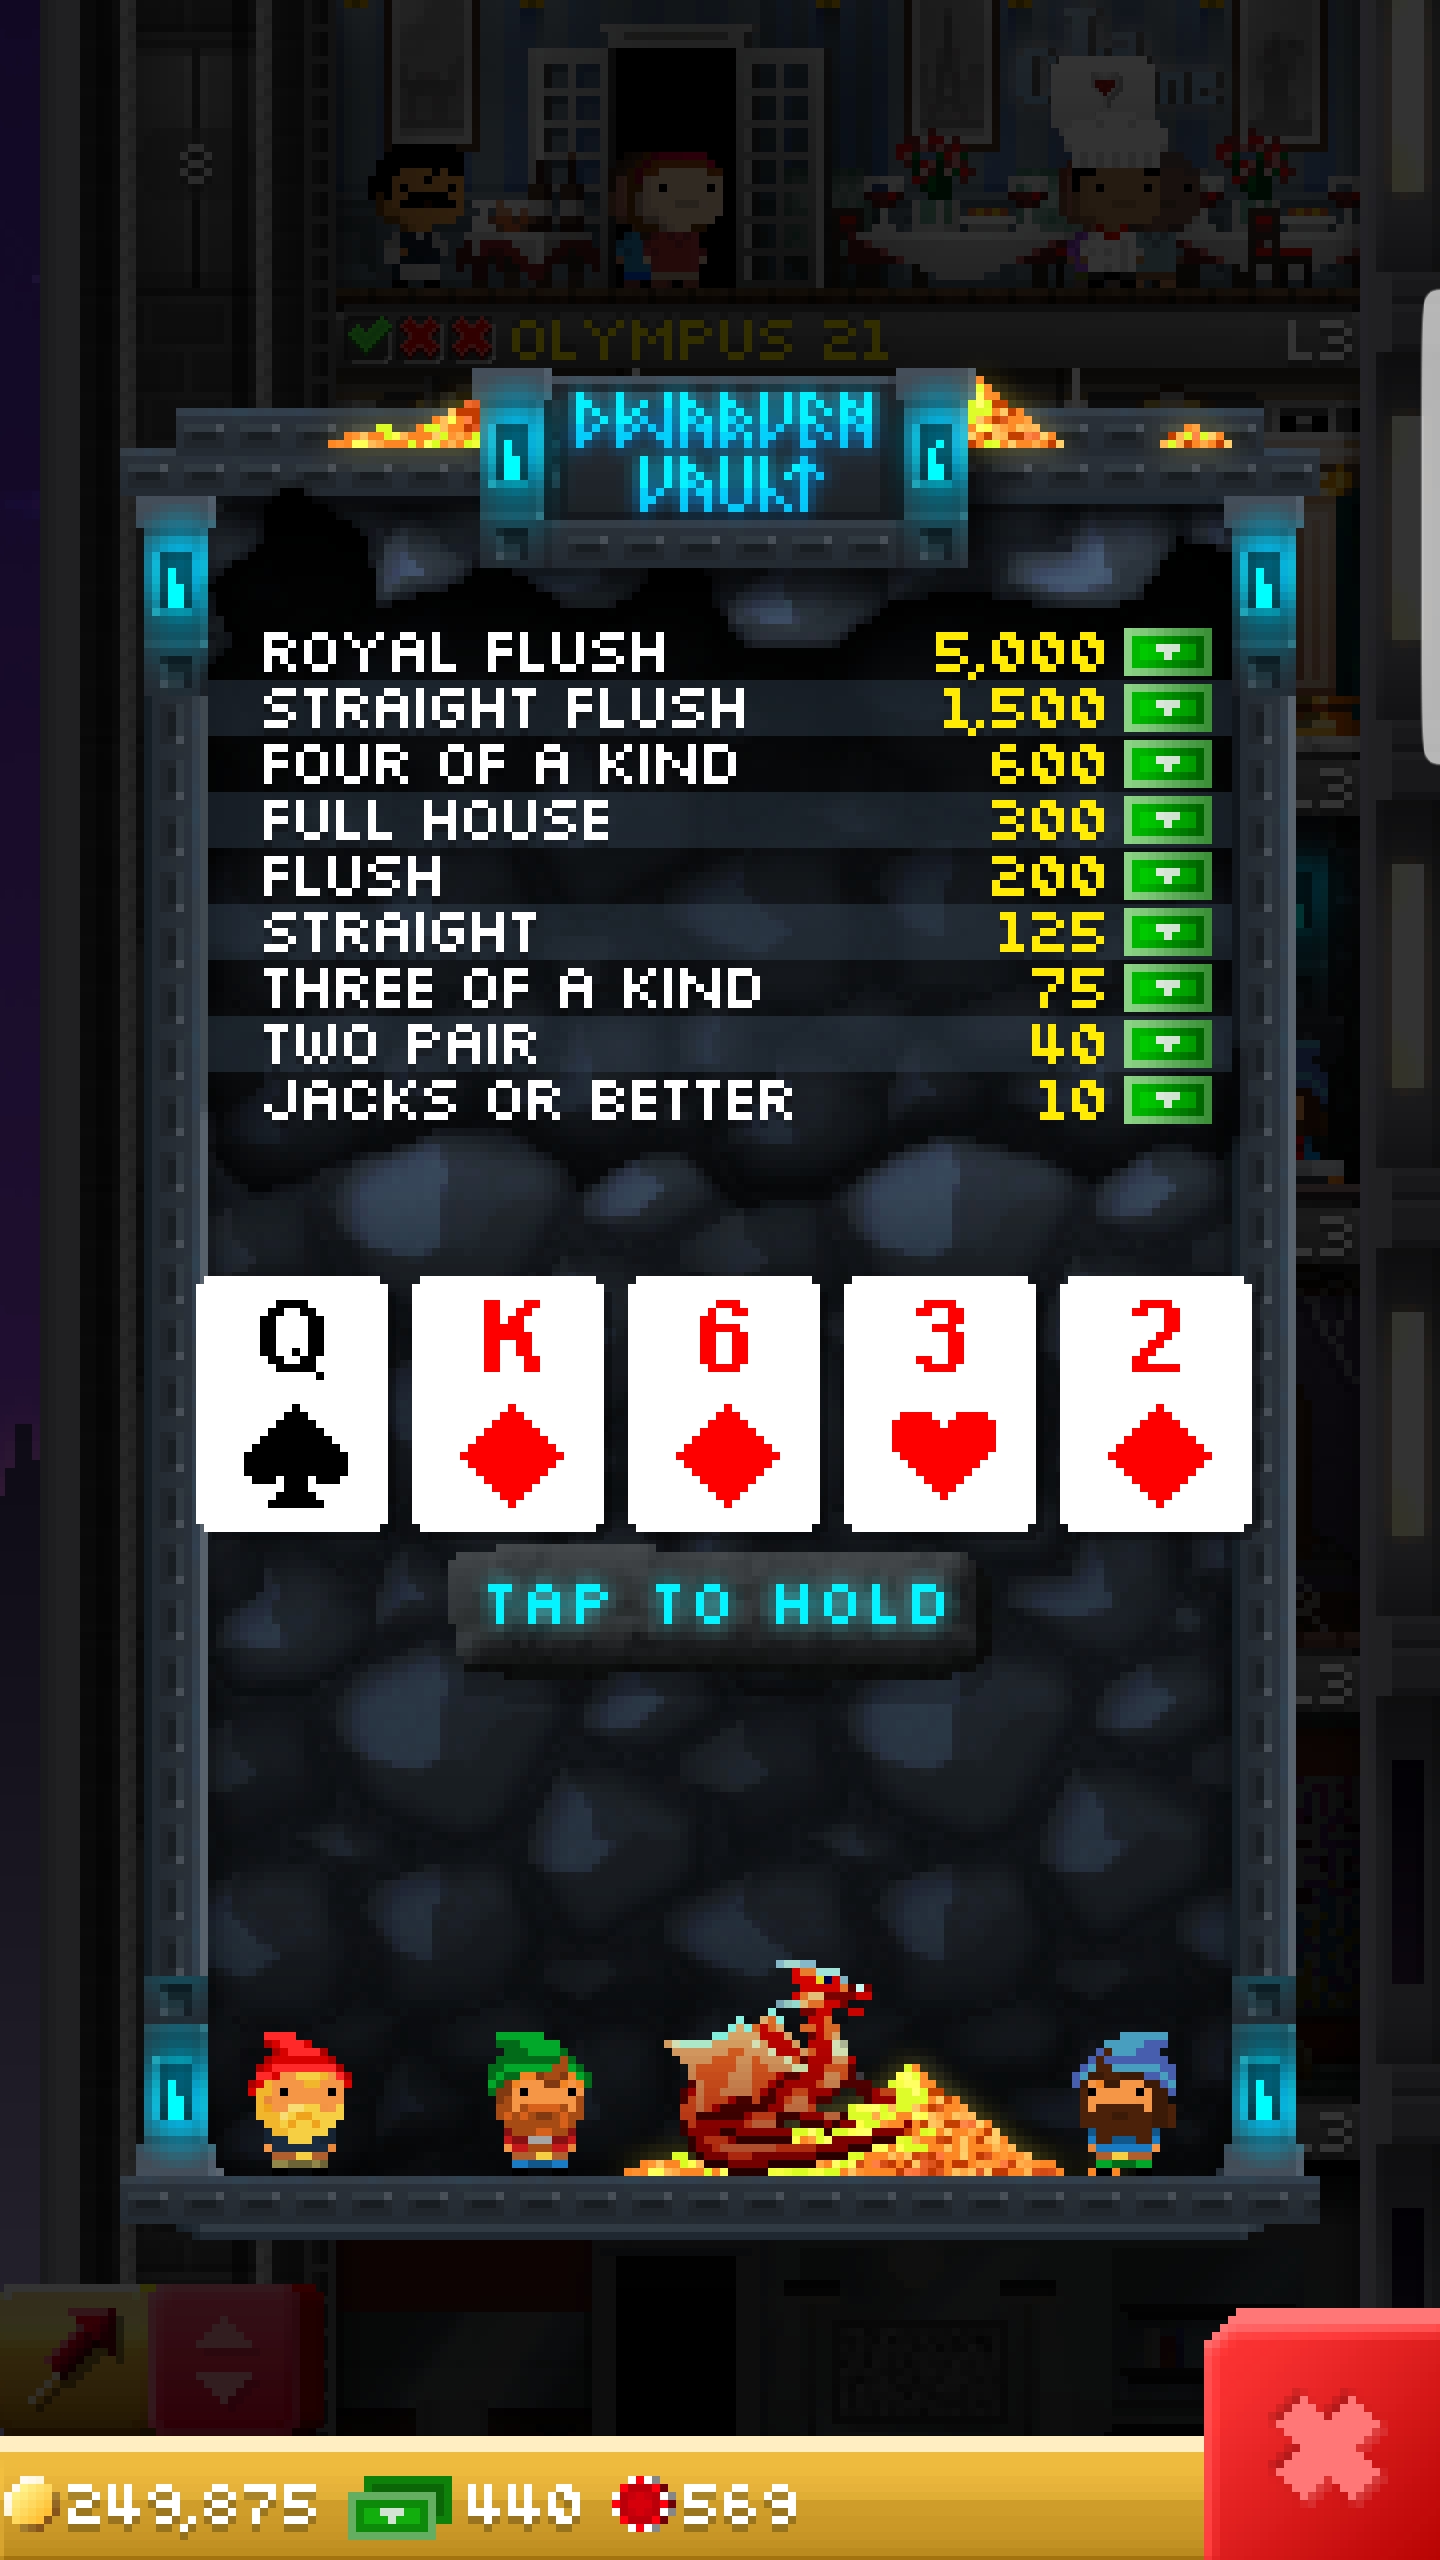 8
OLYMPUS 21 L3
ROYAL FLUSH 5,000
STRAIGHT FLUSH 1,500
FOUR OF A KIND 600
FULL HOUSE 300
FLUSH 200
STRAIGHT 125
THREE OF A KIND 75
TWO PAIR 40
JACKS OR BETTER 10
Q K 6 3 2
TAP TO HOLD
249,875 440 569